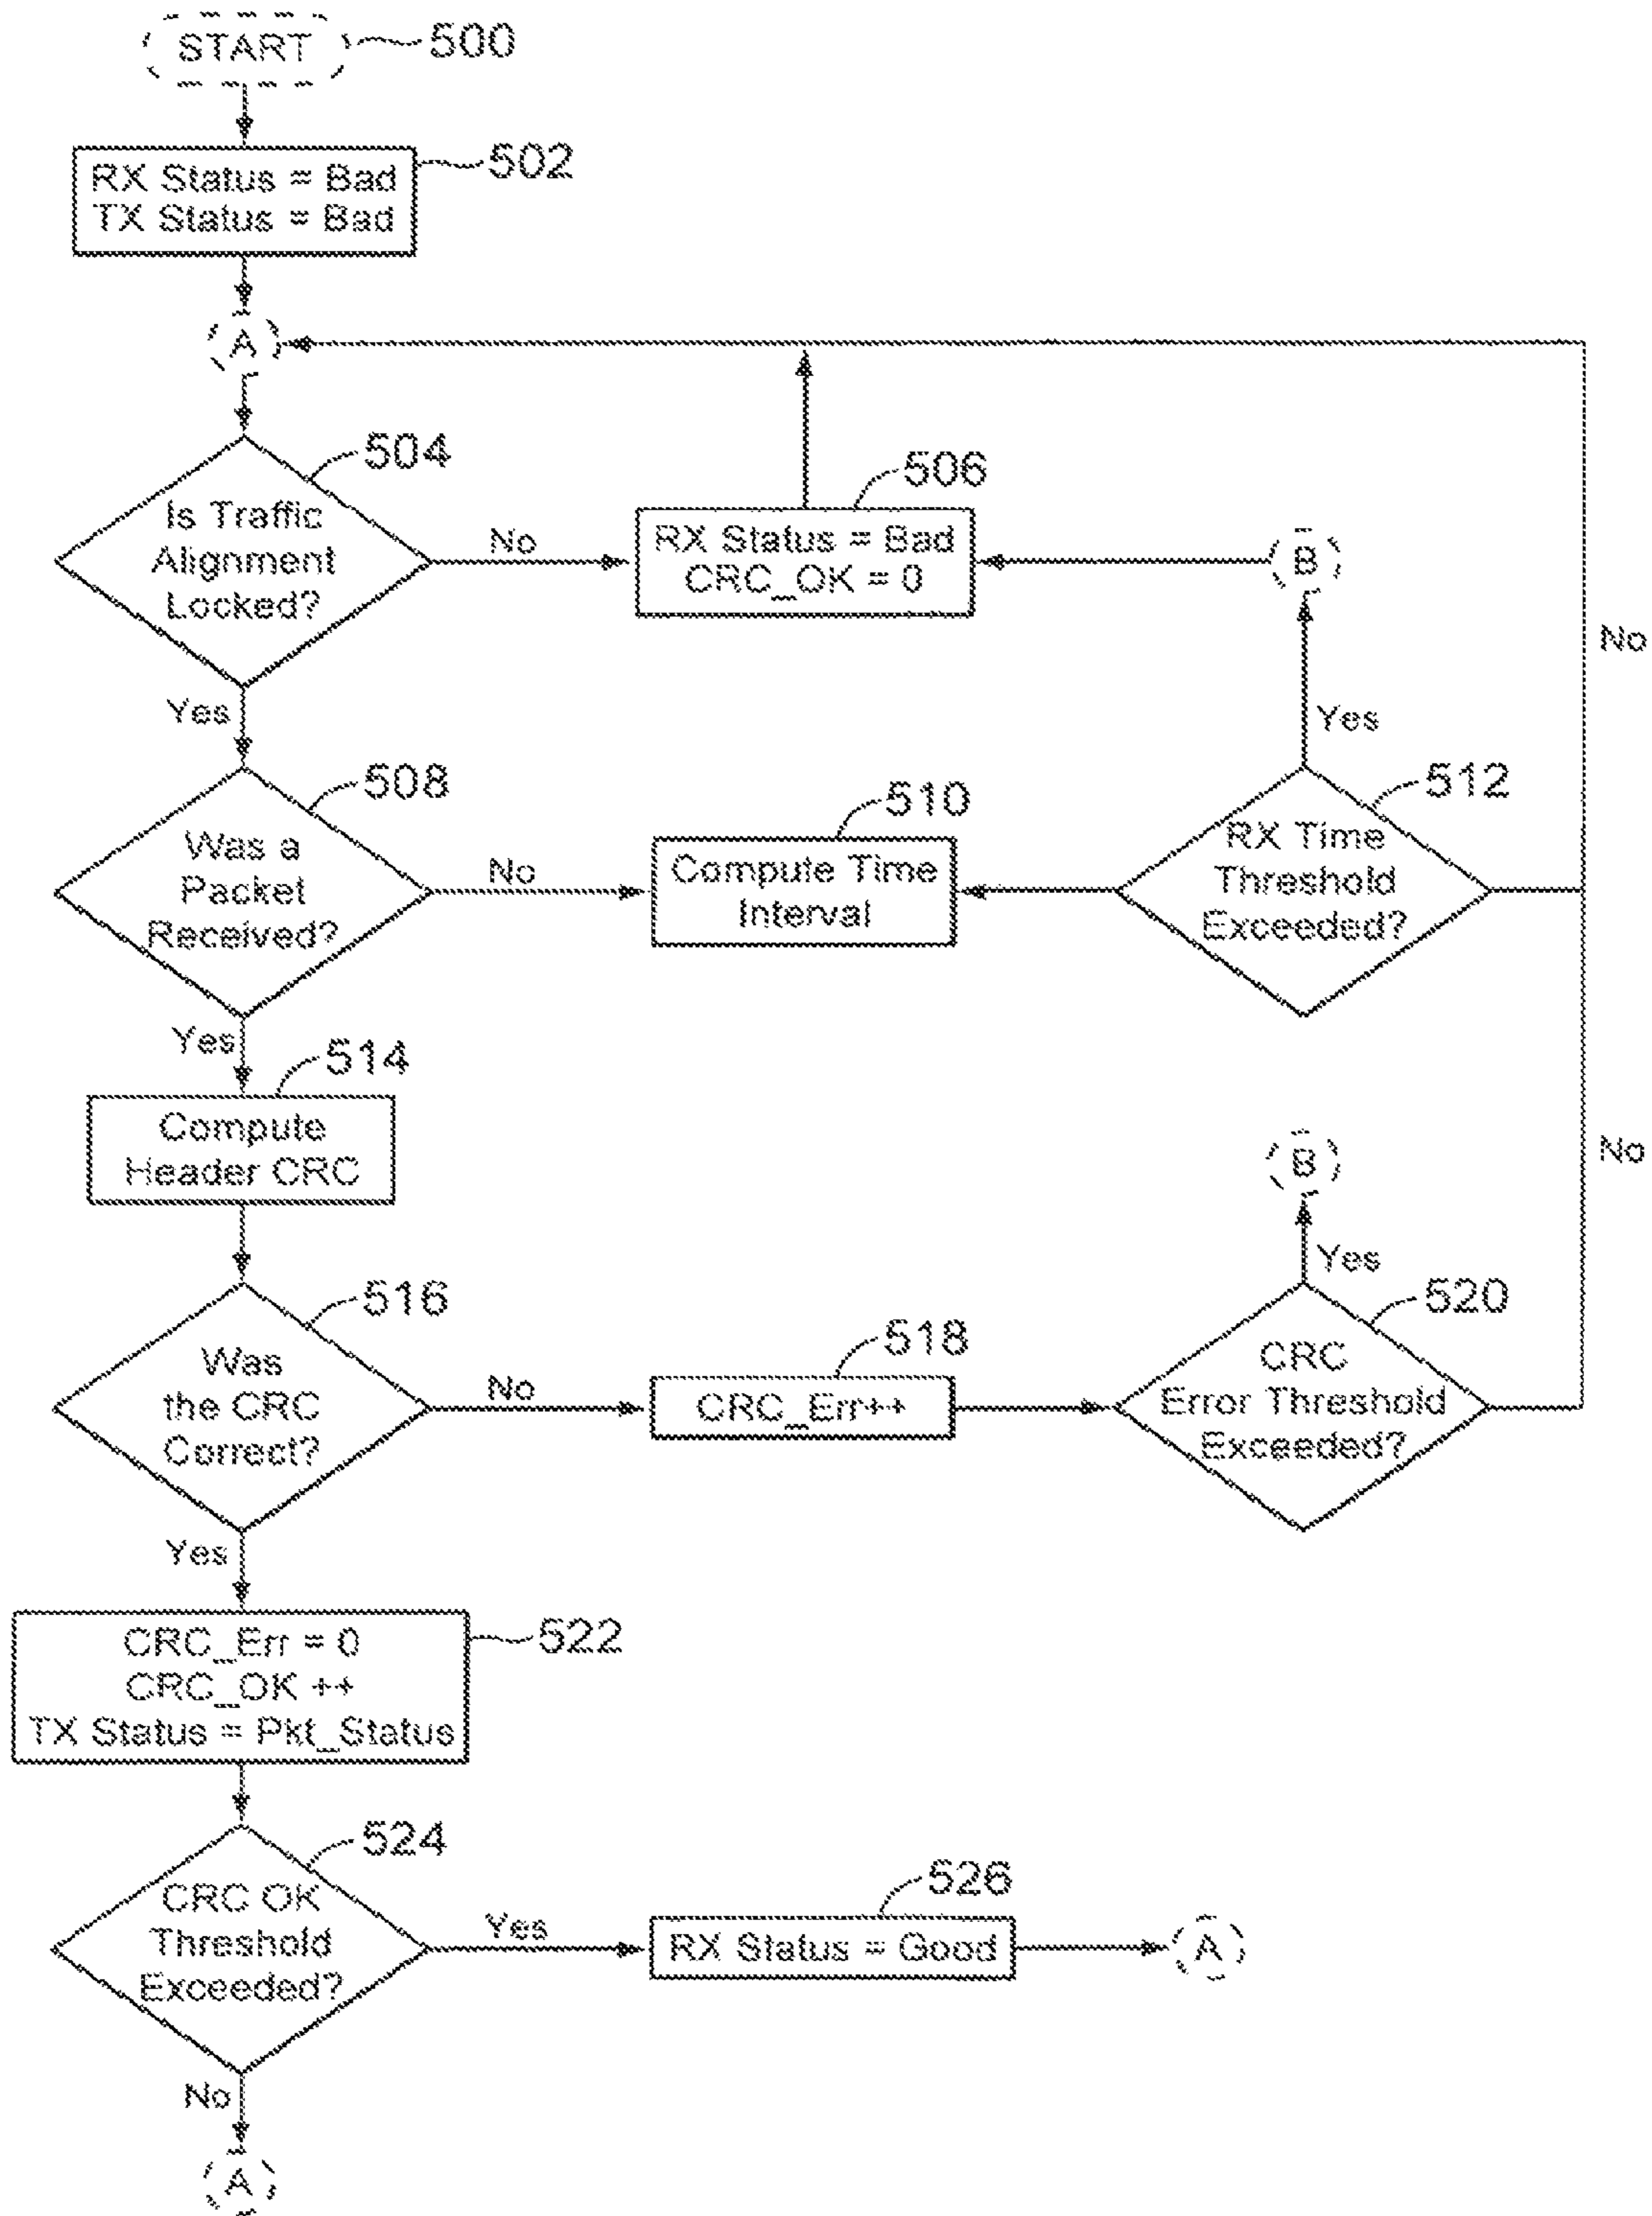 START
500
RX Status = Bad
TX Status = Bad
502
A
Is Traffic
Alignment
Locked?
504
No
RX Status = Bad
CRC_OK = 0
506
B
No
Yes
Yes
Was a
Packet
Received?
508
No
Compute Time
Interval
510
RX Time
Threshold
Exceeded?
512
Yes
Compute
Header CRC
514
B
No
Yes
Was
the CRC
Correct?
516
No
CRC_Err++
518
CRC
Error Threshold
Exceeded?
520
Yes
CRC_Err = 0
CRC_OK ++
TX Status = Pkt_Status
522
CRC OK
Threshold
Exceeded?
524
Yes
RX Status = Good
526
A
No
A